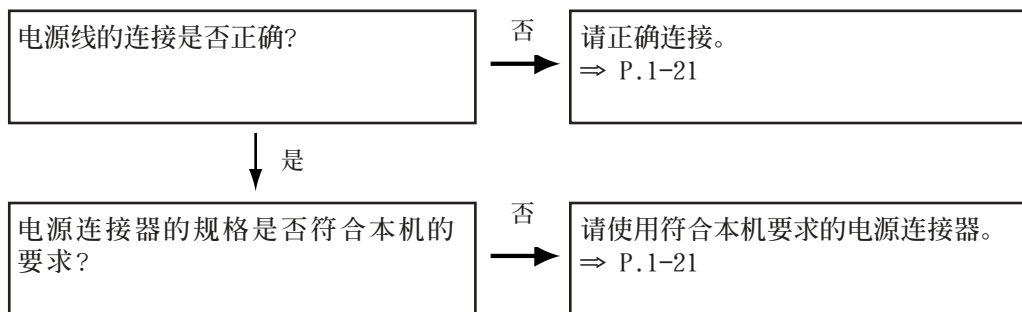 电源线的连接是否正确?
否
请正确连接。
⇒ P.1-21
是
电源连接器的规格是否符合本机的
要求?
否
请使用符合本机要求的电源连接器。
⇒ P.1-21